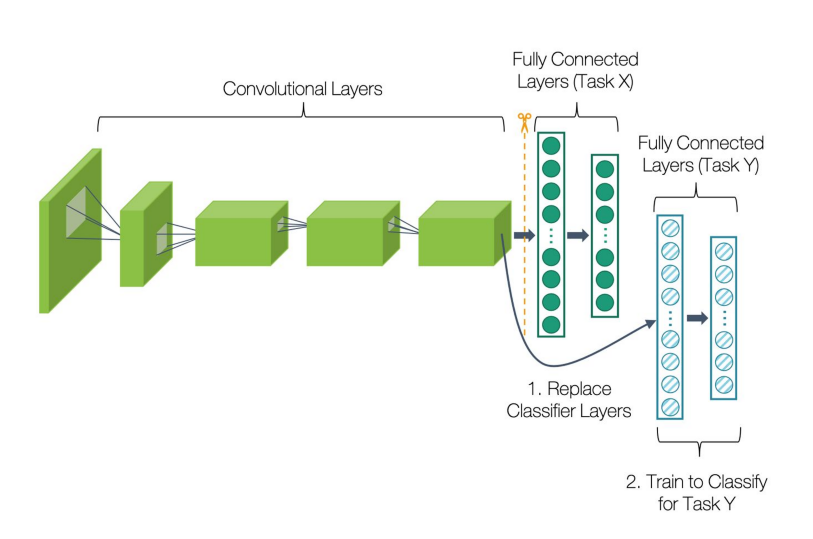 Convolutional Layers
Fully Connected
Layers (Task X)
Fully Connected
Layers (Task Y)
1. Replace
Classifier Layers
2. Train to Classify
for Task Y